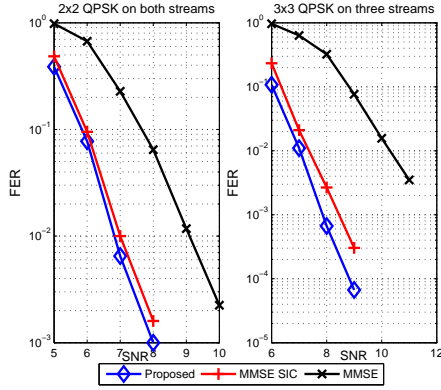 2x2 QPSK on both streams
3x3 QPSK on three streams
10^0
10^-1
10^-2
10^-3
FER
5 6 7 8 9 10
SNR
10^0
10^-1
10^-2
10^-3
10^-4
10^-5
FER
6 8 10 12
SNR
Proposed MMSE SIC MMSE